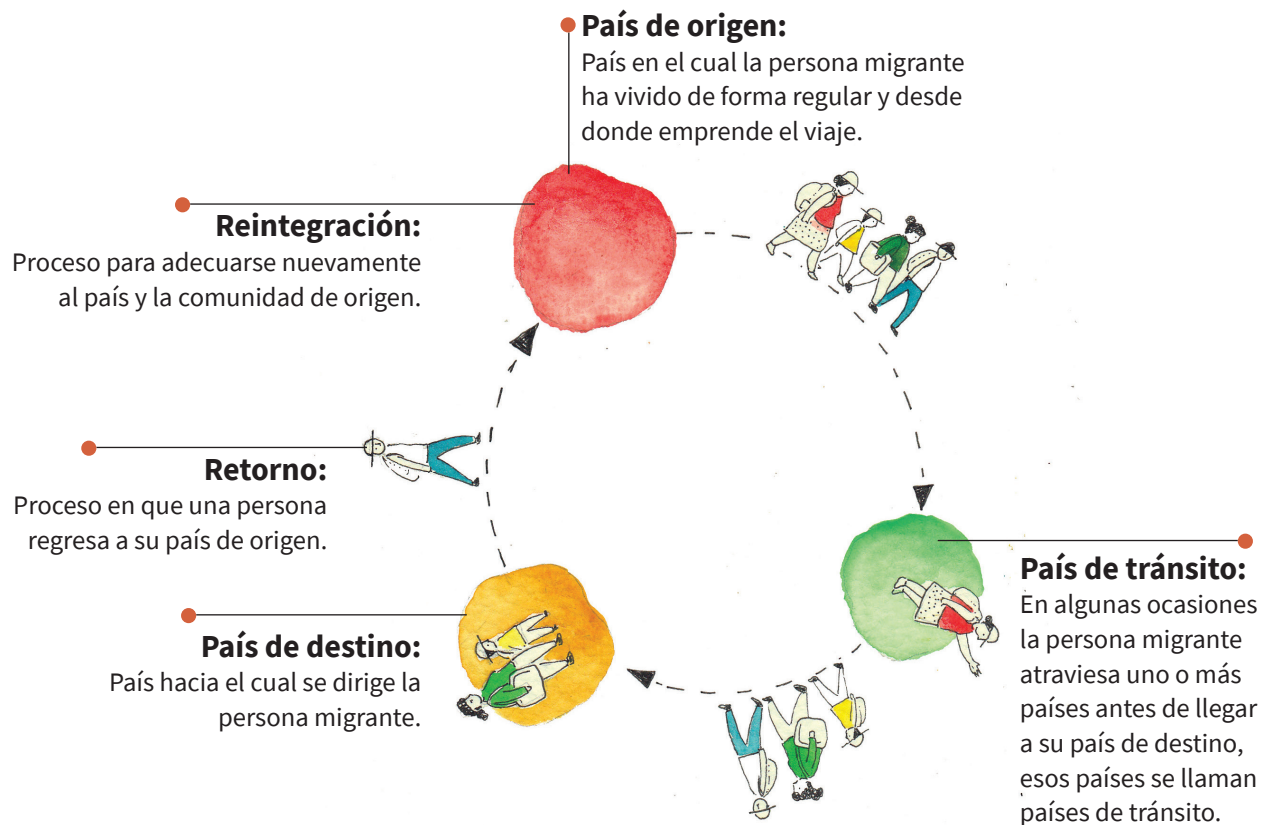 País de origen:
País en el cual la persona migrante
ha vivido de forma regular y desde
donde emprende el viaje.
Reintegración:
Proceso para adecuarse nuevamente
al país y la comunidad de origen.
Retorno:
Proceso en que una persona
regresa a su país de origen.
País de destino:
País hacia el cual se dirige la
persona migrante.
País de tránsito:
En algunas ocasiones
la persona migrante
atraviesa uno o más
países antes de llegar
a su país de destino,
esos países se llaman
países de tránsito.